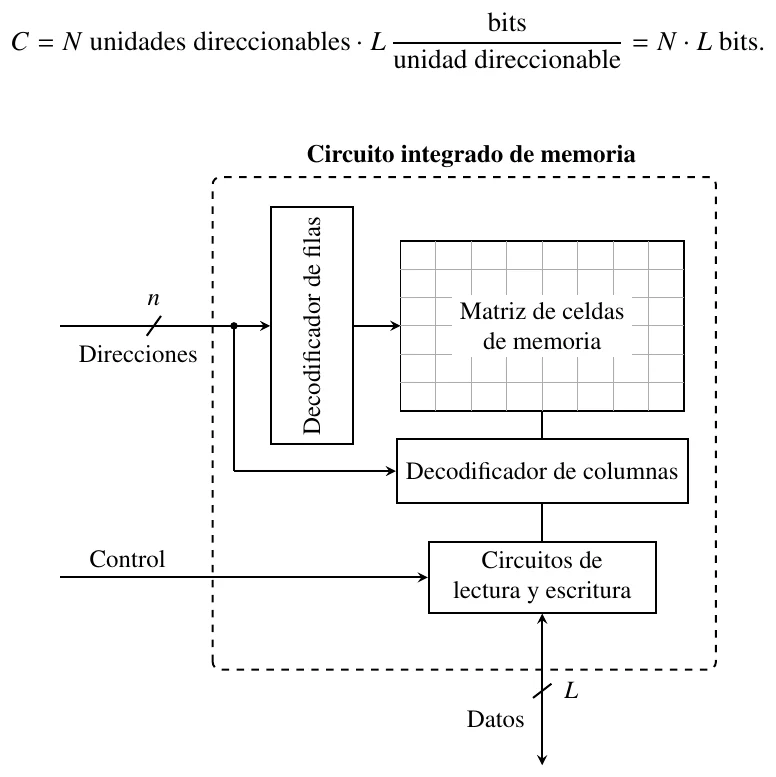 C = N unidades direccionables · L bits / unidad direccionable = N · L bits.
Circuito integrado de memoria
Decodificador de filas
n
Direcciones
Matriz de celdas
de memoria
Decodificador de columnas
Control
Circuitos de
lectura y escritura
L
Datos